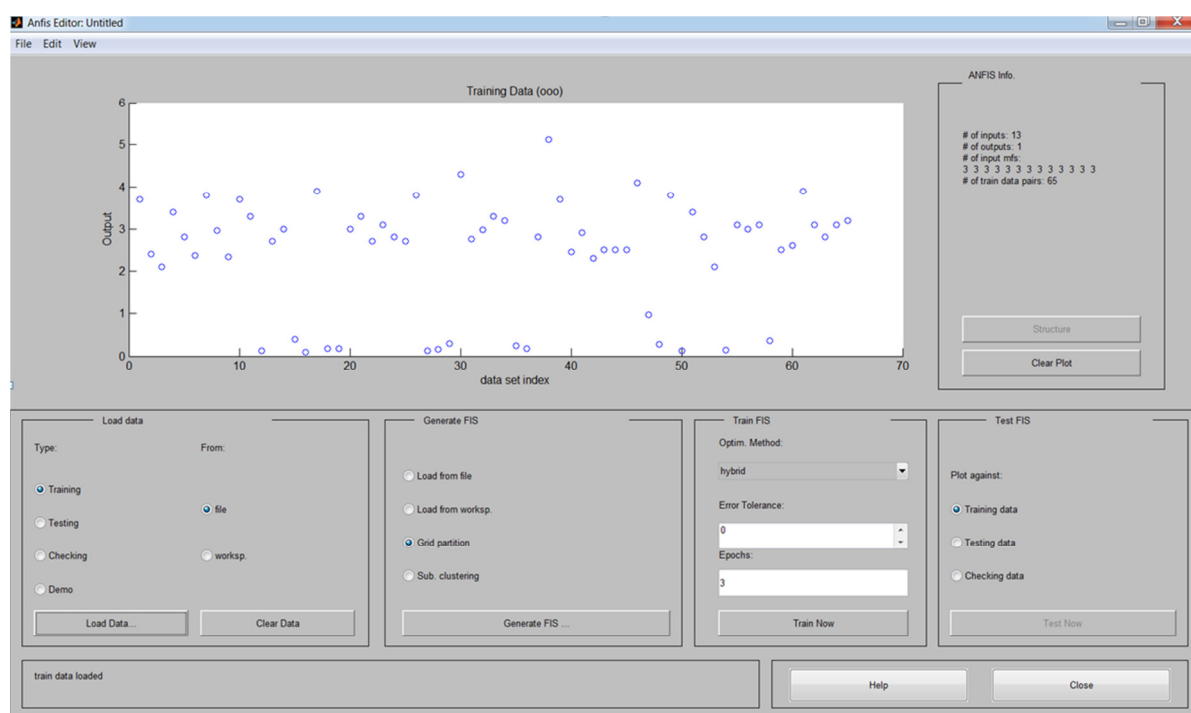 Anfis Editor: Untitled
File Edit View
Training Data (ooo)
6
5
4
3
2
1
0
Output
0 10 20 30 40 50 60 70
data set index
ANFIS Info.
# of inputs: 13
# of outputs: 1
# of input mfs:
3 3 3 3 3 3 3 3 3 3 3 3 3
# of train data pairs: 65
Structure
Clear Plot
Load data
Type:
From:
Training
file
Testing
Checking
worksp.
Demo
Load Data...
Clear Data
Generate FIS
Load from file
Load from worksp.
Grid partition
Sub. clustering
Generate FIS ...
Train FIS
Optim. Method:
hybrid
Error Tolerance:
0
Epochs:
3
Train Now
Test FIS
Plot against:
Training data
Testing data
Checking data
Test Now
train data loaded
Help
Close